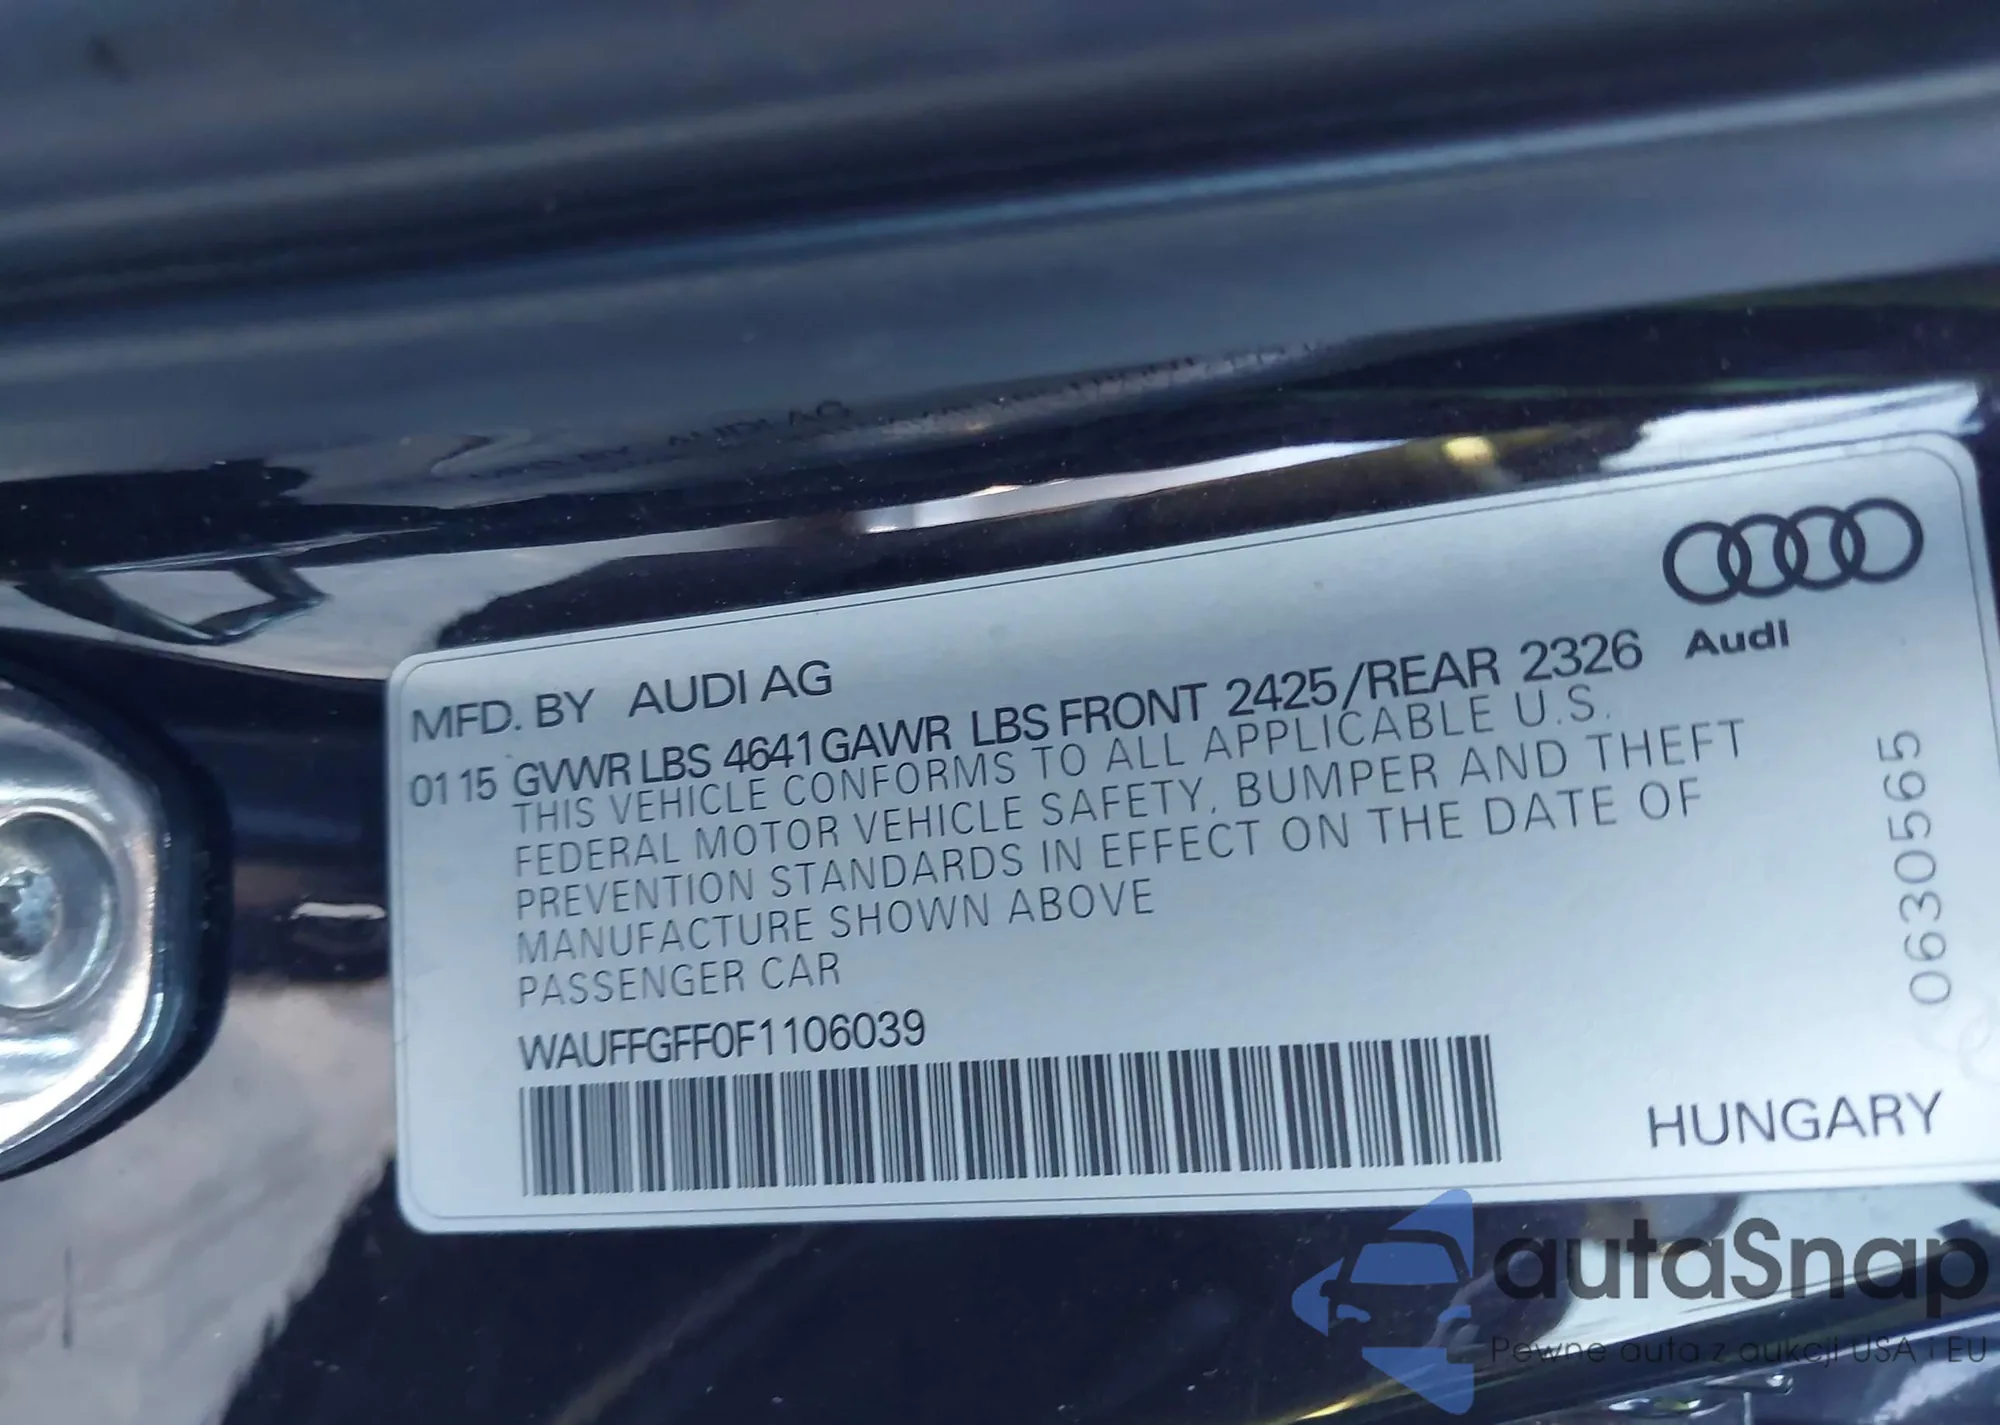 MFD. BY AUDI AG
0115 GVWR LBS 4641 GAWR LBS FRONT 2425/REAR 2326
Audi
THIS VEHICLE CONFORMS TO ALL APPLICABLE U.S.
FEDERAL MOTOR VEHICLE SAFETY, BUMPER AND THEFT
PREVENTION STANDARDS IN EFFECT ON THE DATE OF
MANUFACTURE SHOWN ABOVE
PASSENGER CAR
WAUFFGFF0F1106039
HUNGARY
0630565
autaSnap
Pewne auta z aukcji USA i EU